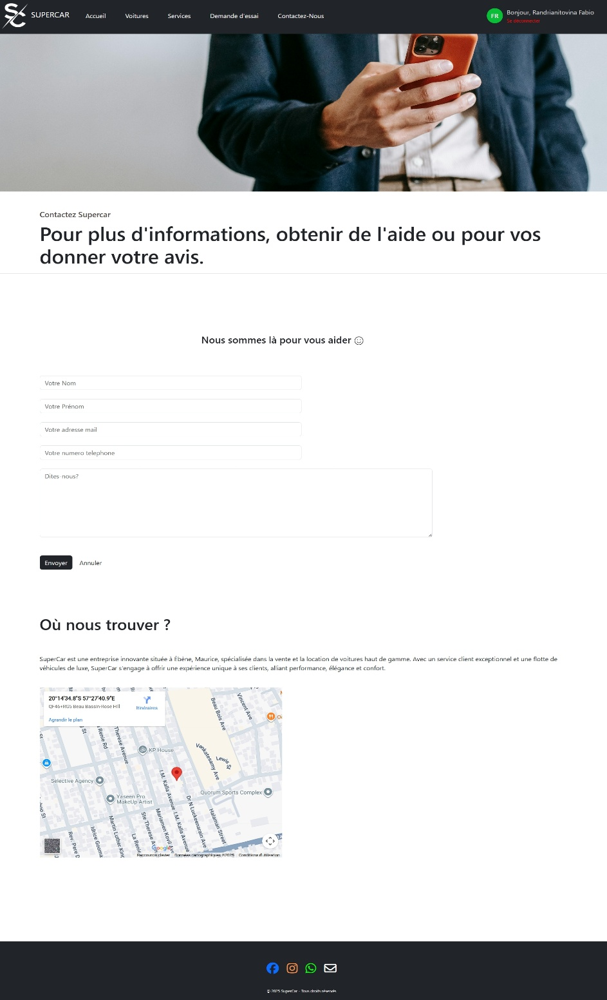 SUPERCAR
Accueil
Voitures
Services
Demande d'essai
Contactez-Nous
FR
Bonjour, Randrianitovina Fabio
Se déconnecter
Contactez Supercar
Pour plus d'informations, obtenir de l'aide ou pour vos
donner votre avis.
Nous sommes là pour vous aider
Votre Nom
Votre Prénom
Votre adresse mail
Votre numero telephone
Dites-nous?
Envoyer
Annuler
Où nous trouver ?
SuperCar est une entreprise innovante située à Ébène, Maurice, spécialisée dans la vente et la location de voitures haut de gamme. Avec un service client exceptionnel et une flotte de
véhicules de luxe, SuperCar s'engage à offrir une expérience unique à ses clients, alliant performance, élégance et confort.
20°14'34.8"S 57°27'40.9"E
QF46+RG5 Beau Bassin-Rose Hill
Agrandir le plan
Itinéraires
Vincent Ave
Beau Bois Ave
Therese Avenue
KP House
Venkatesamy Ave
Lewis St
Selective Agency
I.M. Kalla Avenue
I.M. Kalla Avenue
Quorum Sports Complex
Yaseen Pro
MakeUp Artist
Dr N Luckeenarain Ave
Halaman Street
Mariamen Kovil Ave
Ste Therese Aven
Martin Luther King
La Renie
Idrice Gooma
Rev. Pere D
Google
Raccourcis clavier
Données cartographiques ©2025
Conditions d'utilisation
© 2025 SuperCar - Tous droits réservés